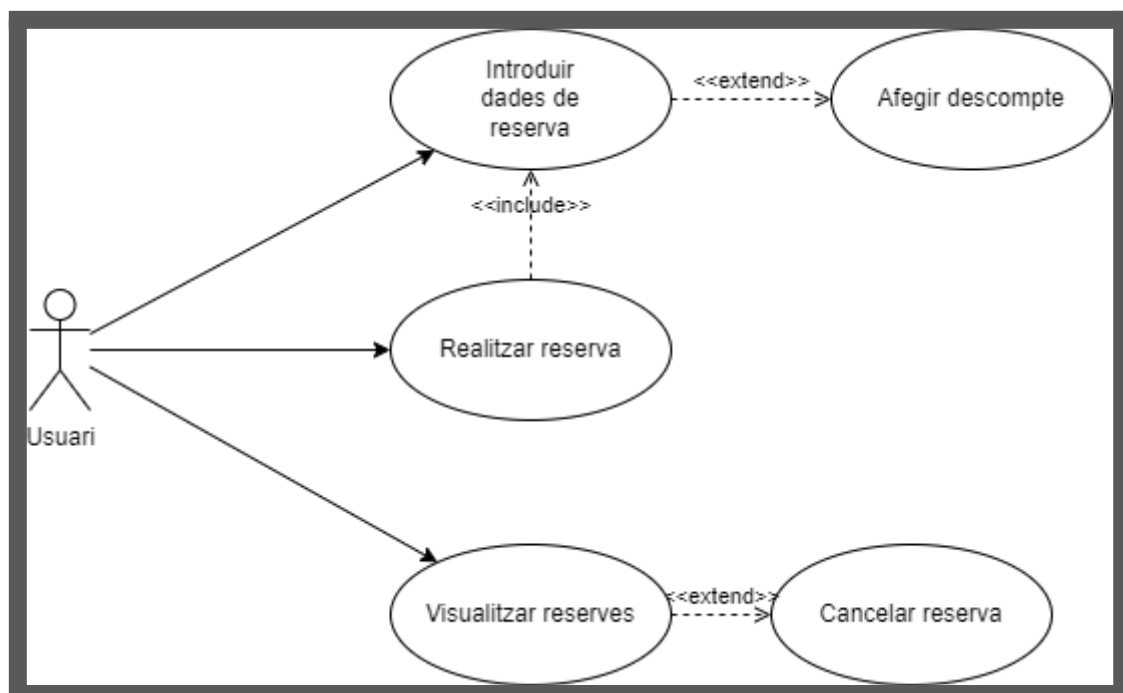 Introduir
dades de
reserva
<<extend>>
Afegir descompte
<<include>>
Realitzar reserva
Usuari
Visualitzar reserves
<<extend>>
Cancelar reserva